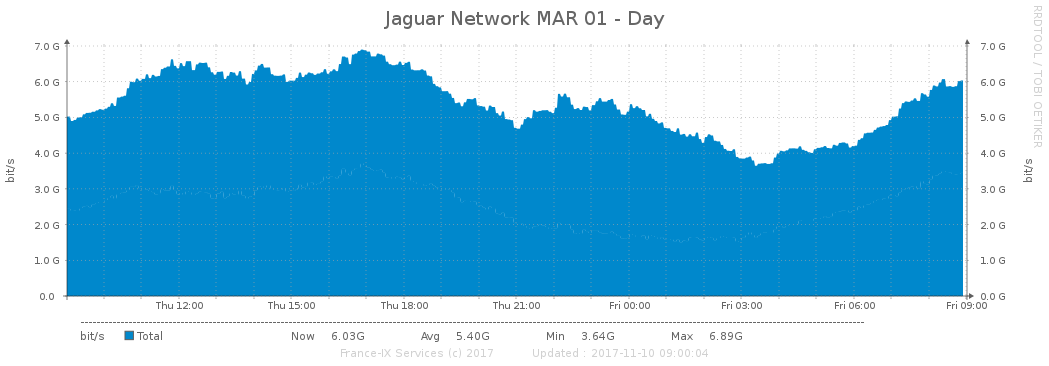 Jaguar Network MAR 01 - Day
RRDTOOL / TOBI OETIKER
bit/s
7.0 G
6.0 G
5.0 G
4.0 G
3.0 G
2.0 G
1.0 G
0.0
7.0 G
6.0 G
5.0 G
4.0 G
3.0 G
2.0 G
1.0 G
0.0 G
bit/s
Thu 12:00 Thu 15:00 Thu 18:00 Thu 21:00 Fri 00:00 Fri 03:00 Fri 06:00 Fri 09:00
bit/s Total Now 6.03G Avg 5.40G Min 3.64G Max 6.89G
France-IX Services (c) 2017 Updated : 2017-11-10 09:00:04